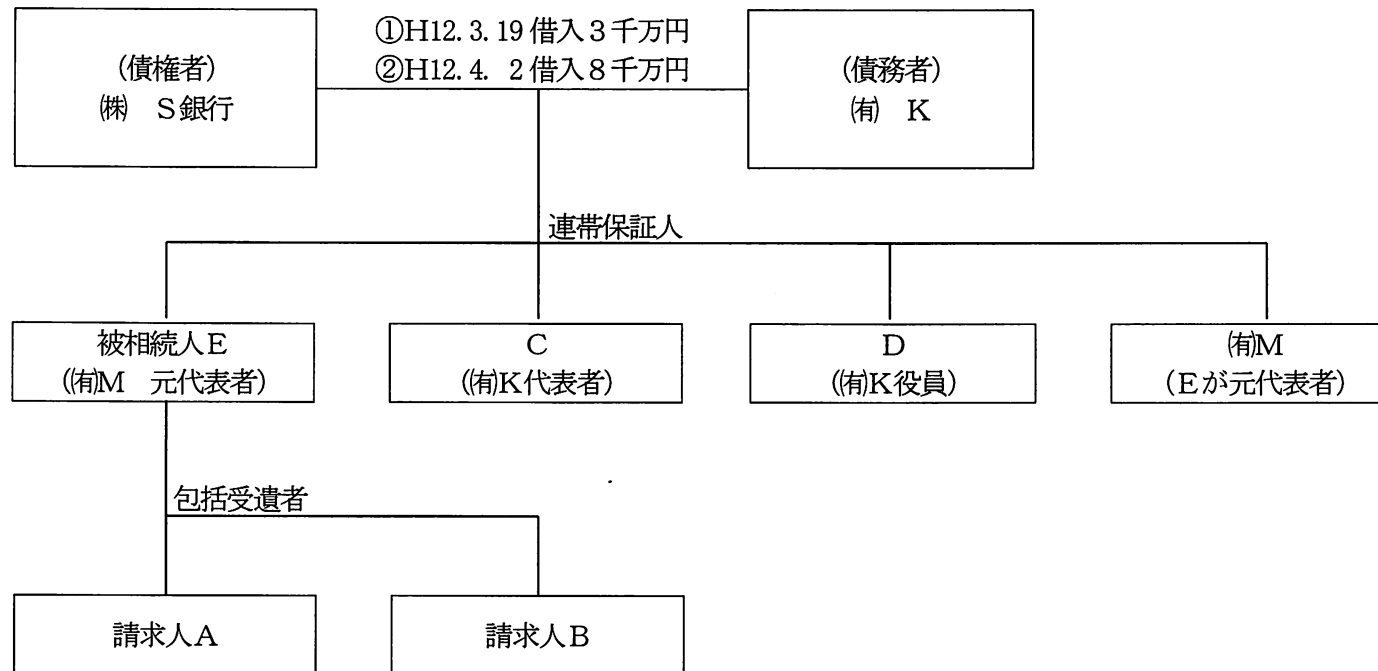 ①H12.3.19借入3千万円
②H12.4. 2借入8千万円
(債権者)
㈱ S銀行
(債務者)
㈲ K
連帯保証人
被相続人E
(㈲M 元代表者)
C
(㈲K代表者)
D
(㈲K役員)
㈲M
(Eが元代表者)
包括受遺者
請求人A
請求人B